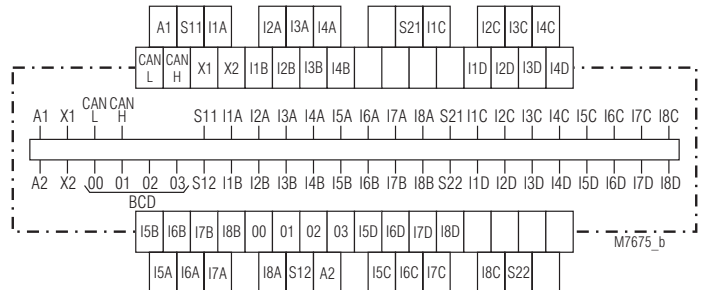 A1 S11 I1A I2A I3A I4A S21 I1C I2C I3C I4C
CAN L CAN H X1 X2 I1B I2B I3B I4B I1D I2D I3D I4D
A1 X1 CAN L CAN H S11 I1A I2A I3A I4A I5A I6A I7A I8A S21 I1C I2C I3C I4C I5C I6C I7C I8C
A2 X2 00 01 02 03 S12 I1B I2B I3B I4B I5B I6B I7B I8B S22 I1D I2D I3D I4D I5D I6D I7D I8D
BCD
I5B I6B I7B I8B 00 01 02 03 I5D I6D I7D I8D
M7675_b
I5A I6A I7A I8A S12 A2 I5C I6C I7C I8C S22